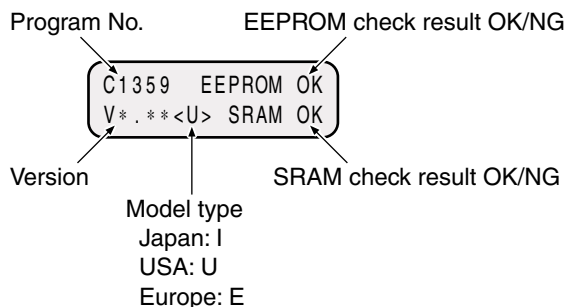 Program No. EEPROM check result OK/NG
C1359 EEPROM OK
V*.**<U> SRAM OK
Version SRAM check result OK/NG
Model type
Japan: I
USA: U
Europe: E